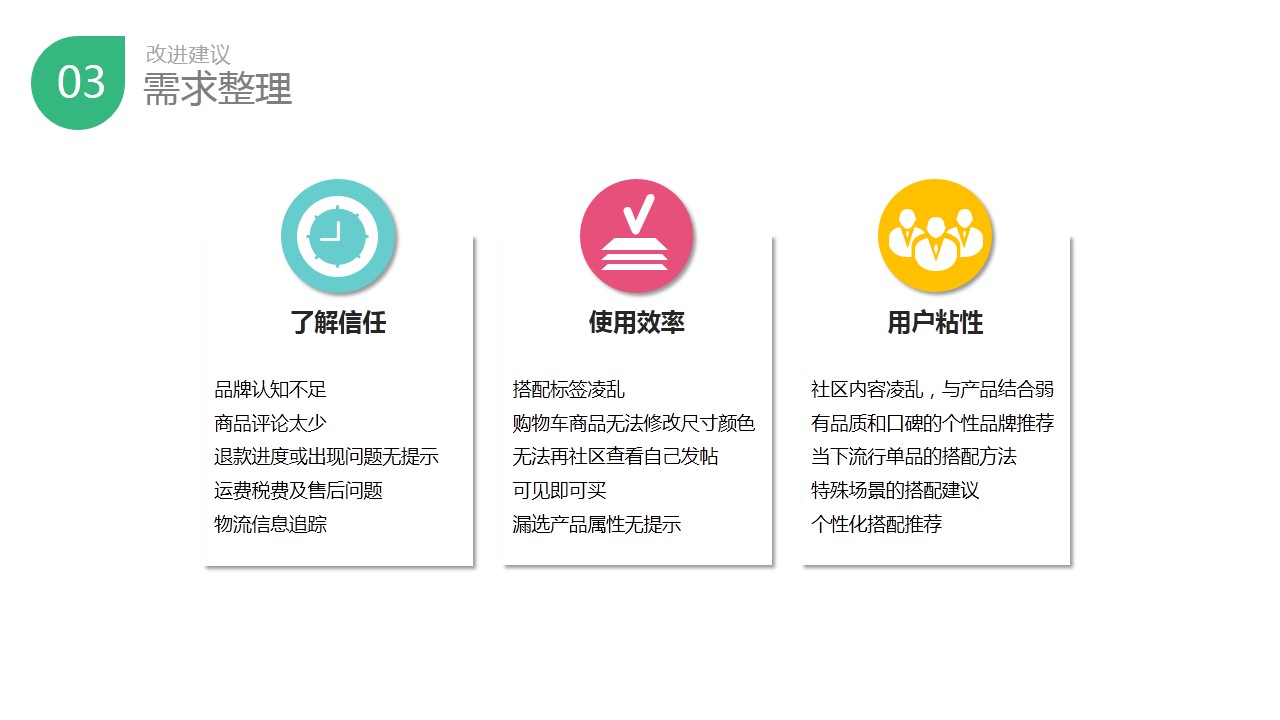 03
改进建议
需求整理
了解信任
品牌认知不足
商品评论太少
退款进度或出现问题无提示
运费税费及售后问题
物流信息追踪
使用效率
搭配标签凌乱
购物车商品无法修改尺寸颜色
无法再社区查看自己发帖
可见即可买
漏选产品属性无提示
用户粘性
社区内容凌乱，与产品结合弱
有品质和口碑的个性品牌推荐
当下流行单品的搭配方法
特殊场景的搭配建议
个性化搭配推荐